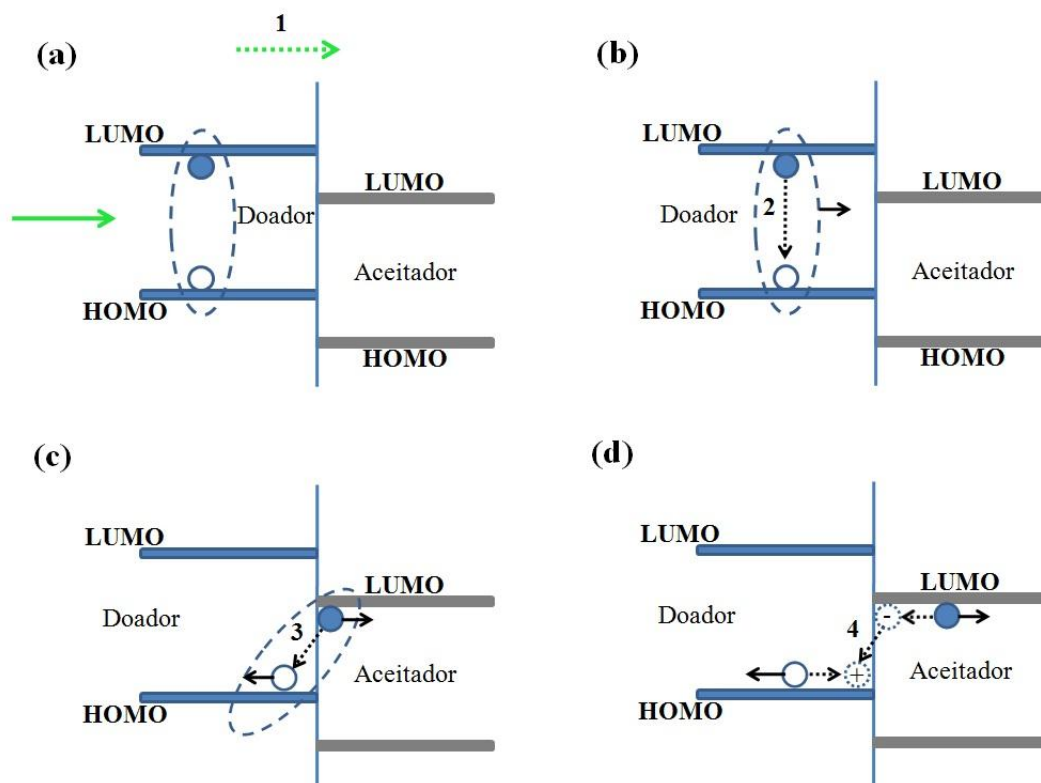 1
(a)
LUMO
LUMO
Doador
Aceitador
HOMO
HOMO
(b)
LUMO
LUMO
Doador
2
Aceitador
HOMO
HOMO
(c)
LUMO
LUMO
Doador
3
Aceitador
HOMO
(d)
LUMO
LUMO
-
Doador
4
Aceitador
+
HOMO